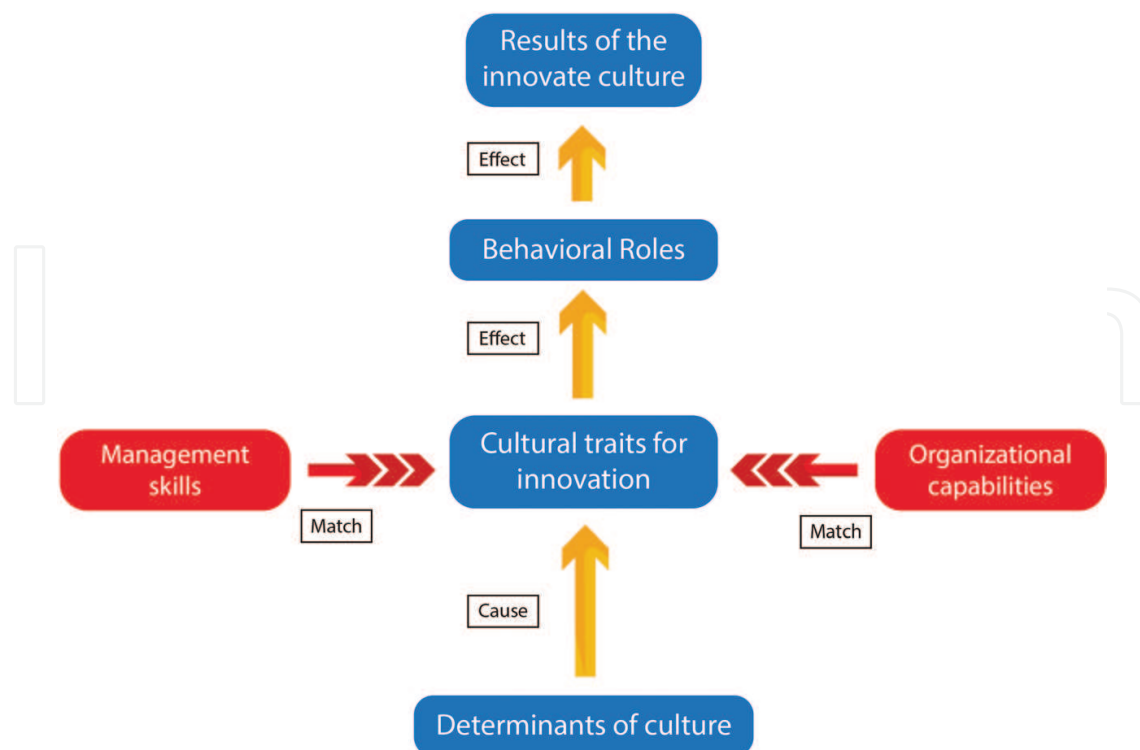 Results of the
innovate culture
Effect
Behavioral Roles
Effect
Management
skills
Cultural traits for
innovation
Organizational
capabilities
Match
Match
Cause
Determinants of culture